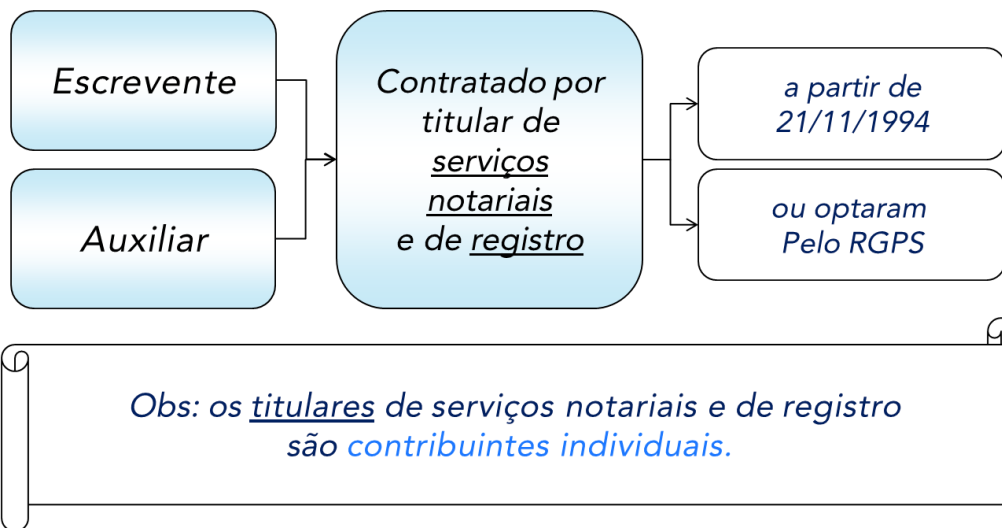 Escrevente
Auxiliar
Contratado por
titular de
serviços
notariais
e de registro
a partir de
21/11/1994
ou optaram
Pelo RGPS
Obs: os titulares de serviços notariais e de registro
são contribuintes individuais.